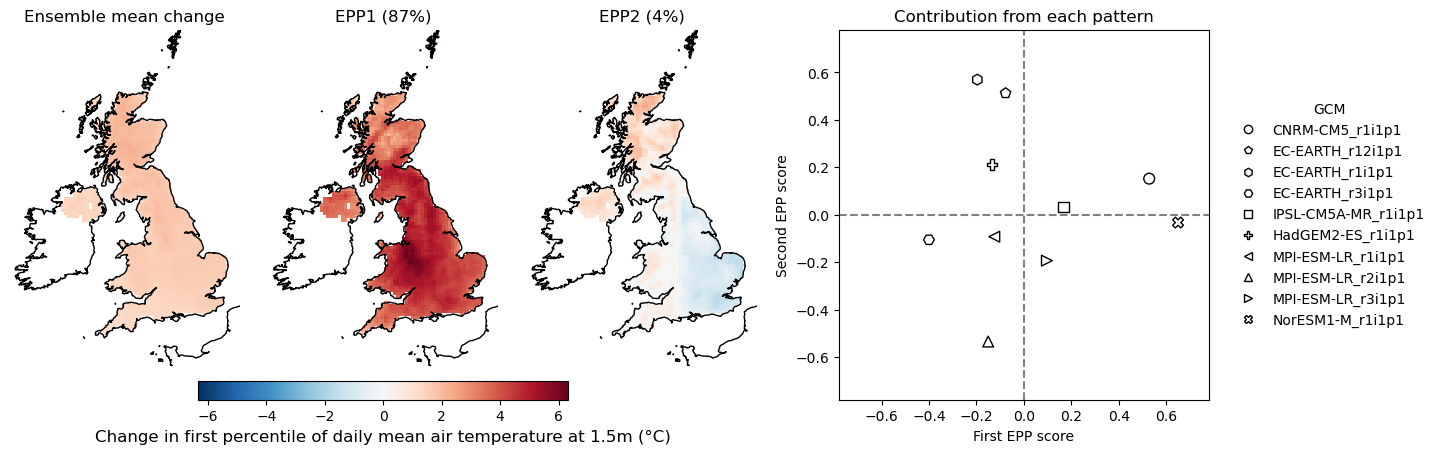 Ensemble mean change
EPP1 (87%)
EPP2 (4%)
−6 −4 −2 0 2 4 6
Change in first percentile of daily mean air temperature at 1.5m (°C)
Contribution from each pattern
Second EPP score
0.6
0.4
0.2
0.0
−0.2
−0.4
−0.6
−0.6 −0.4 −0.2 0.0 0.2 0.4 0.6
First EPP score
GCM
CNRM-CM5_r1i1p1
EC-EARTH_r12i1p1
EC-EARTH_r1i1p1
EC-EARTH_r3i1p1
IPSL-CM5A-MR_r1i1p1
HadGEM2-ES_r1i1p1
MPI-ESM-LR_r1i1p1
MPI-ESM-LR_r2i1p1
MPI-ESM-LR_r3i1p1
NorESM1-M_r1i1p1